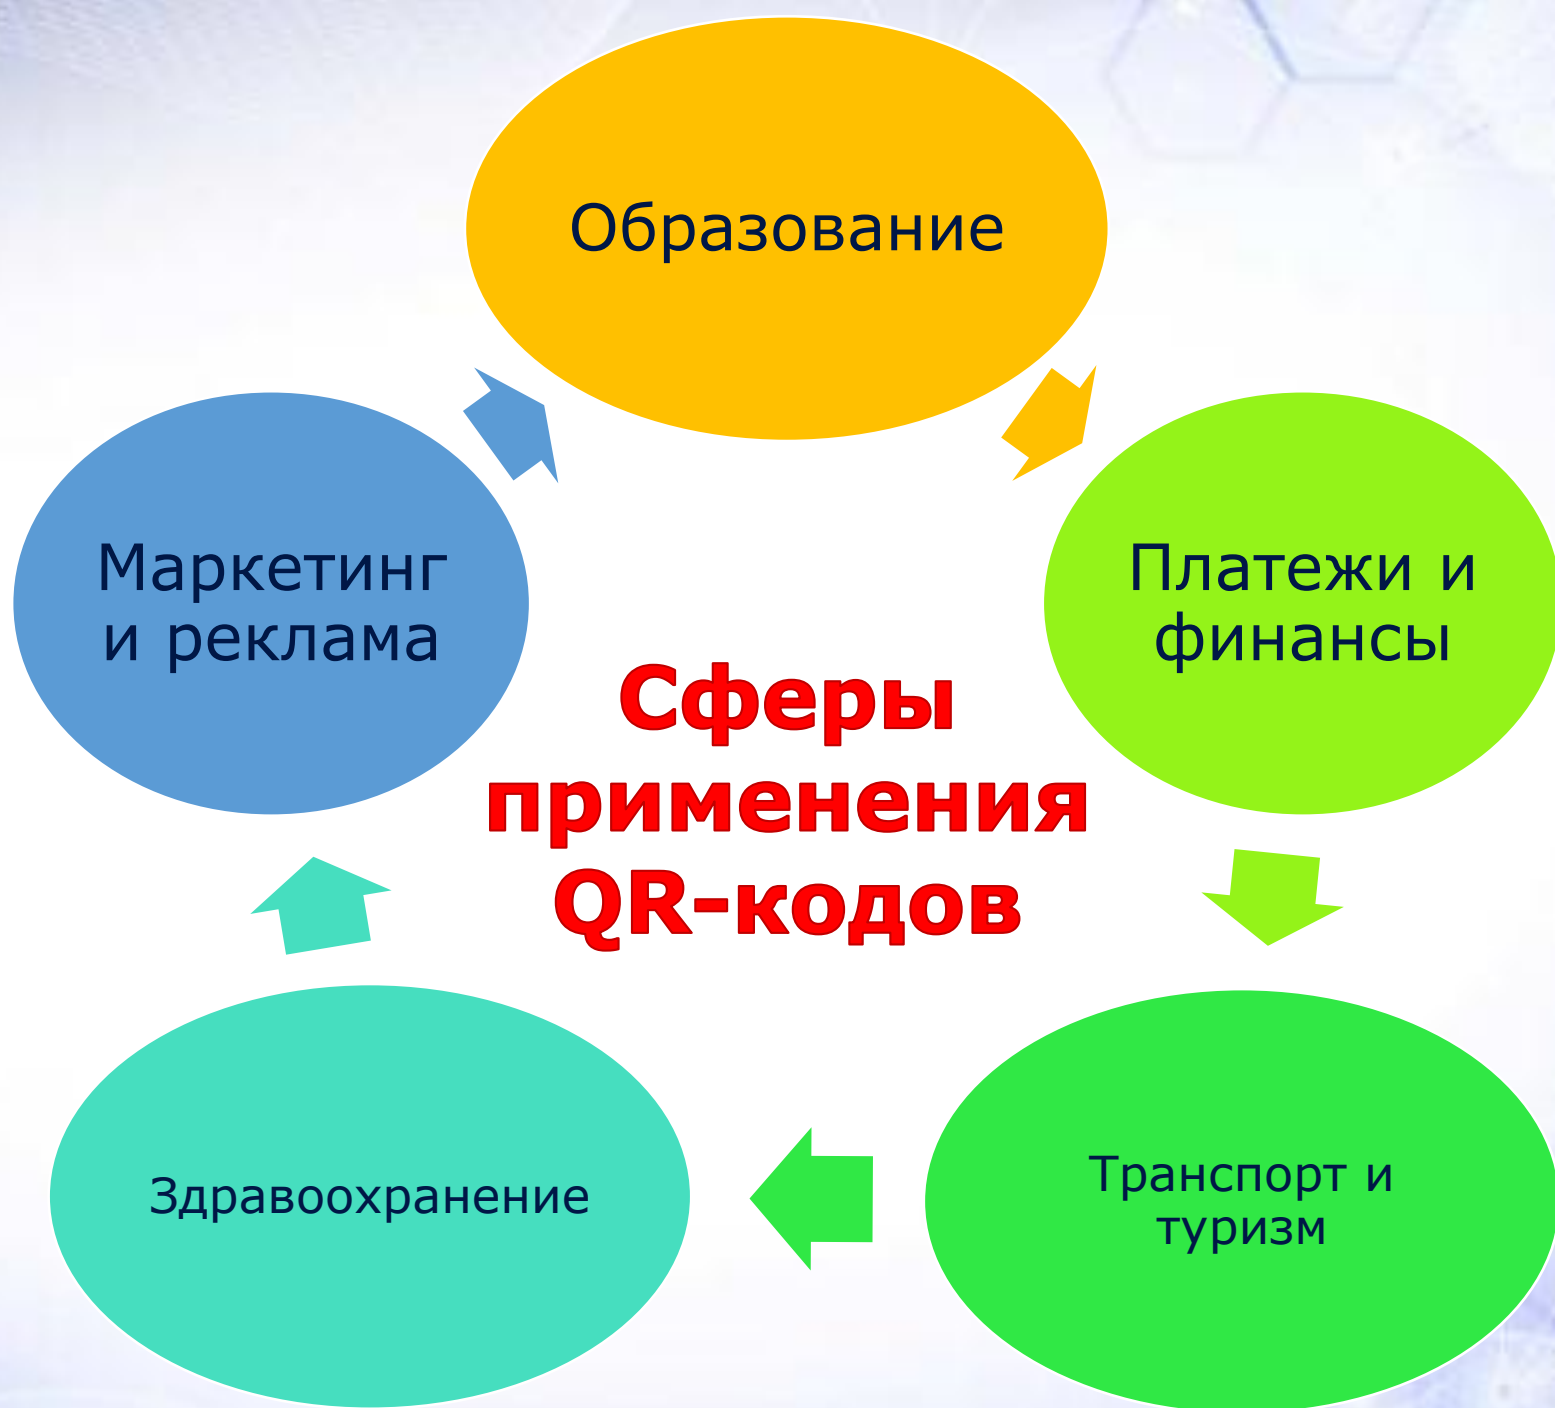 Образование
Маркетинг
и реклама
Платежи и
финансы
Сферы
применения
QR-кодов
Здравоохранение
Транспорт и
туризм